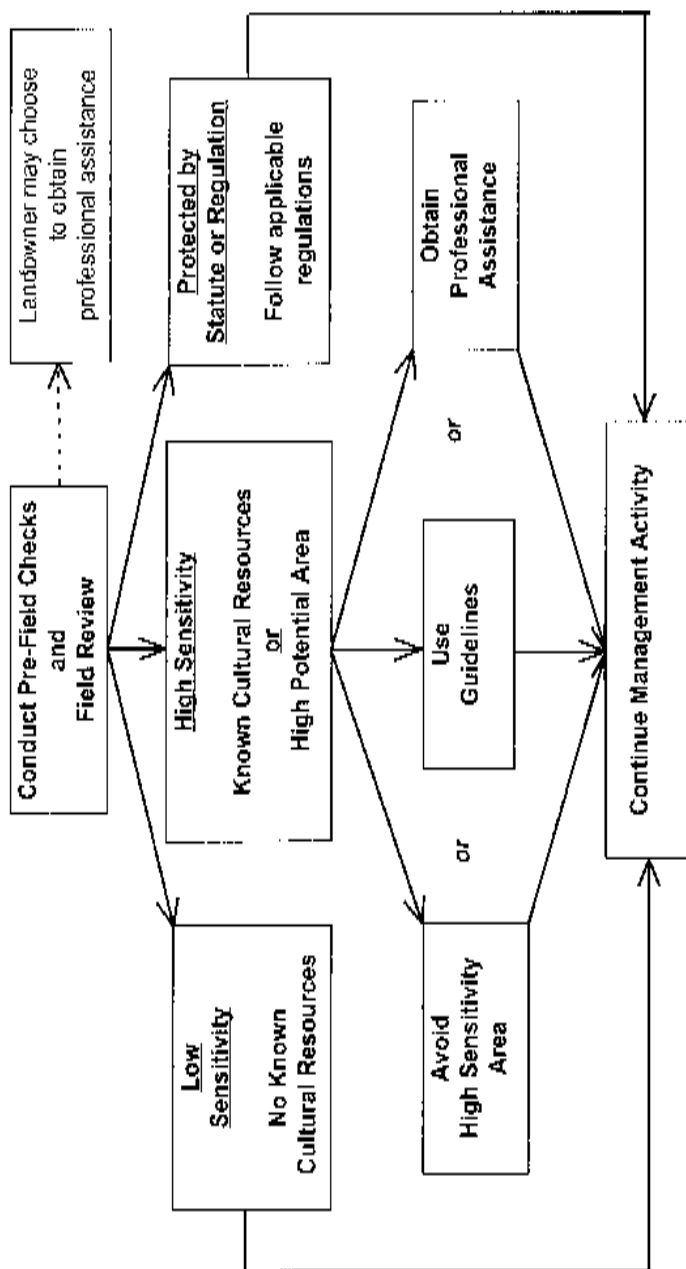 Conduct Pre-Field Checks
and
Field Review
Landowner may choose
to obtain
professional assistance
Low
Sensitivity
No Known
Cultural Resources
High Sensitivity
Known Cultural Resources
or
High Potential Area
Protected by
Statute or Regulation
Follow applicable
regulations
Avoid
High Sensitivity
Area
or
Use
Guidelines
or
Obtain
Professional
Assistance
Continue Management Activity